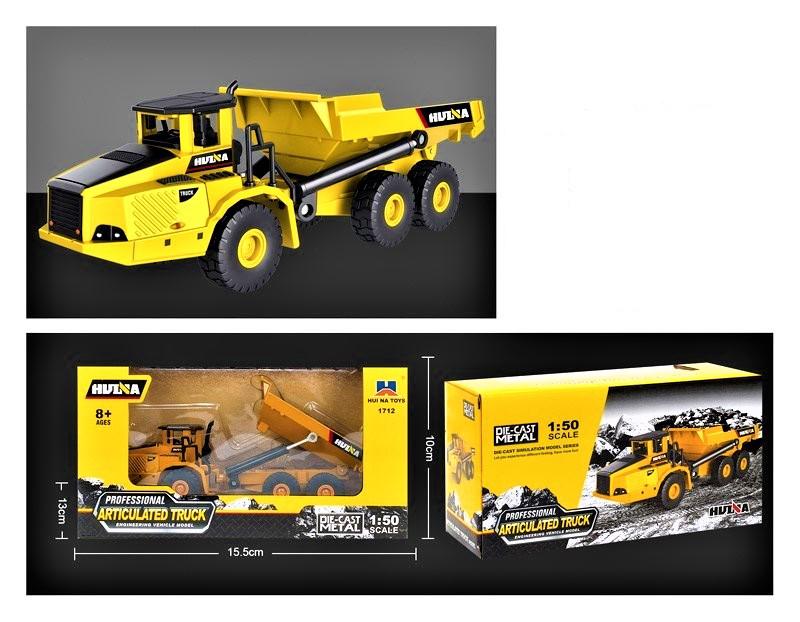 HUINA
HUINA
TRUCK
HUINA
8+
AGES
HUI NA TOYS
1712
HUINA
PROFESSIONAL
ARTICULATED TRUCK
ENGINEERING VEHICLE MODEL
DIE-CAST
METAL
1:50
SCALE
13cm
15.5cm
10cm
DIE-CAST
METAL
1:50
SCALE
DIE-CAST SIMULATION MODEL SERIES
PROFESSIONAL
ARTICULATED TRUCK
ENGINEERING VEHICLE MODEL
HUINA